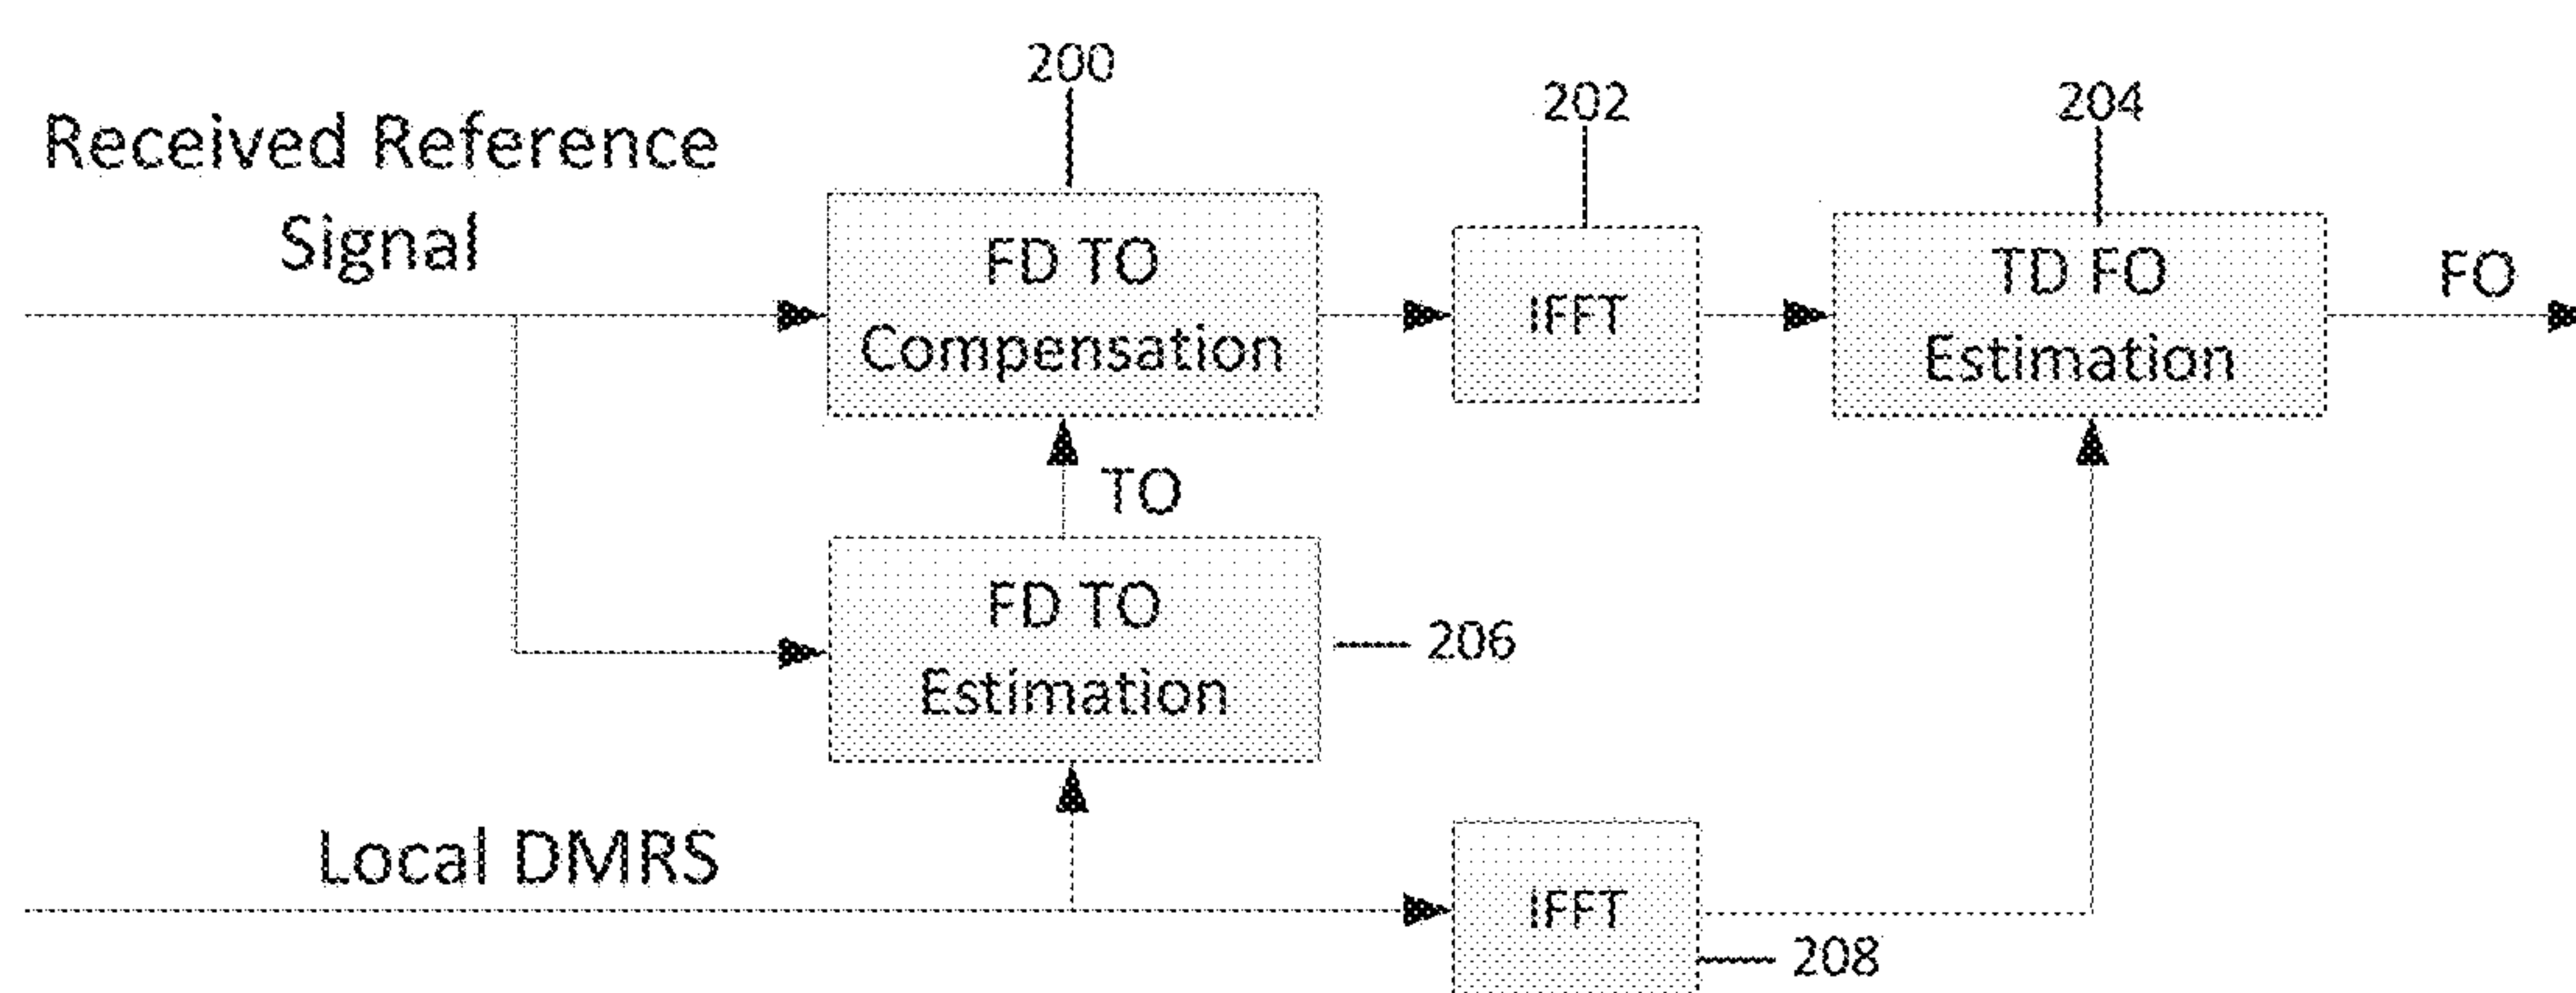 200
202
204
Received Reference
Signal
FD TO
Compensation
IFFT
TD FO
Estimation
FO
TO
FD TO
Estimation
206
Local DMRS
IFFT
208